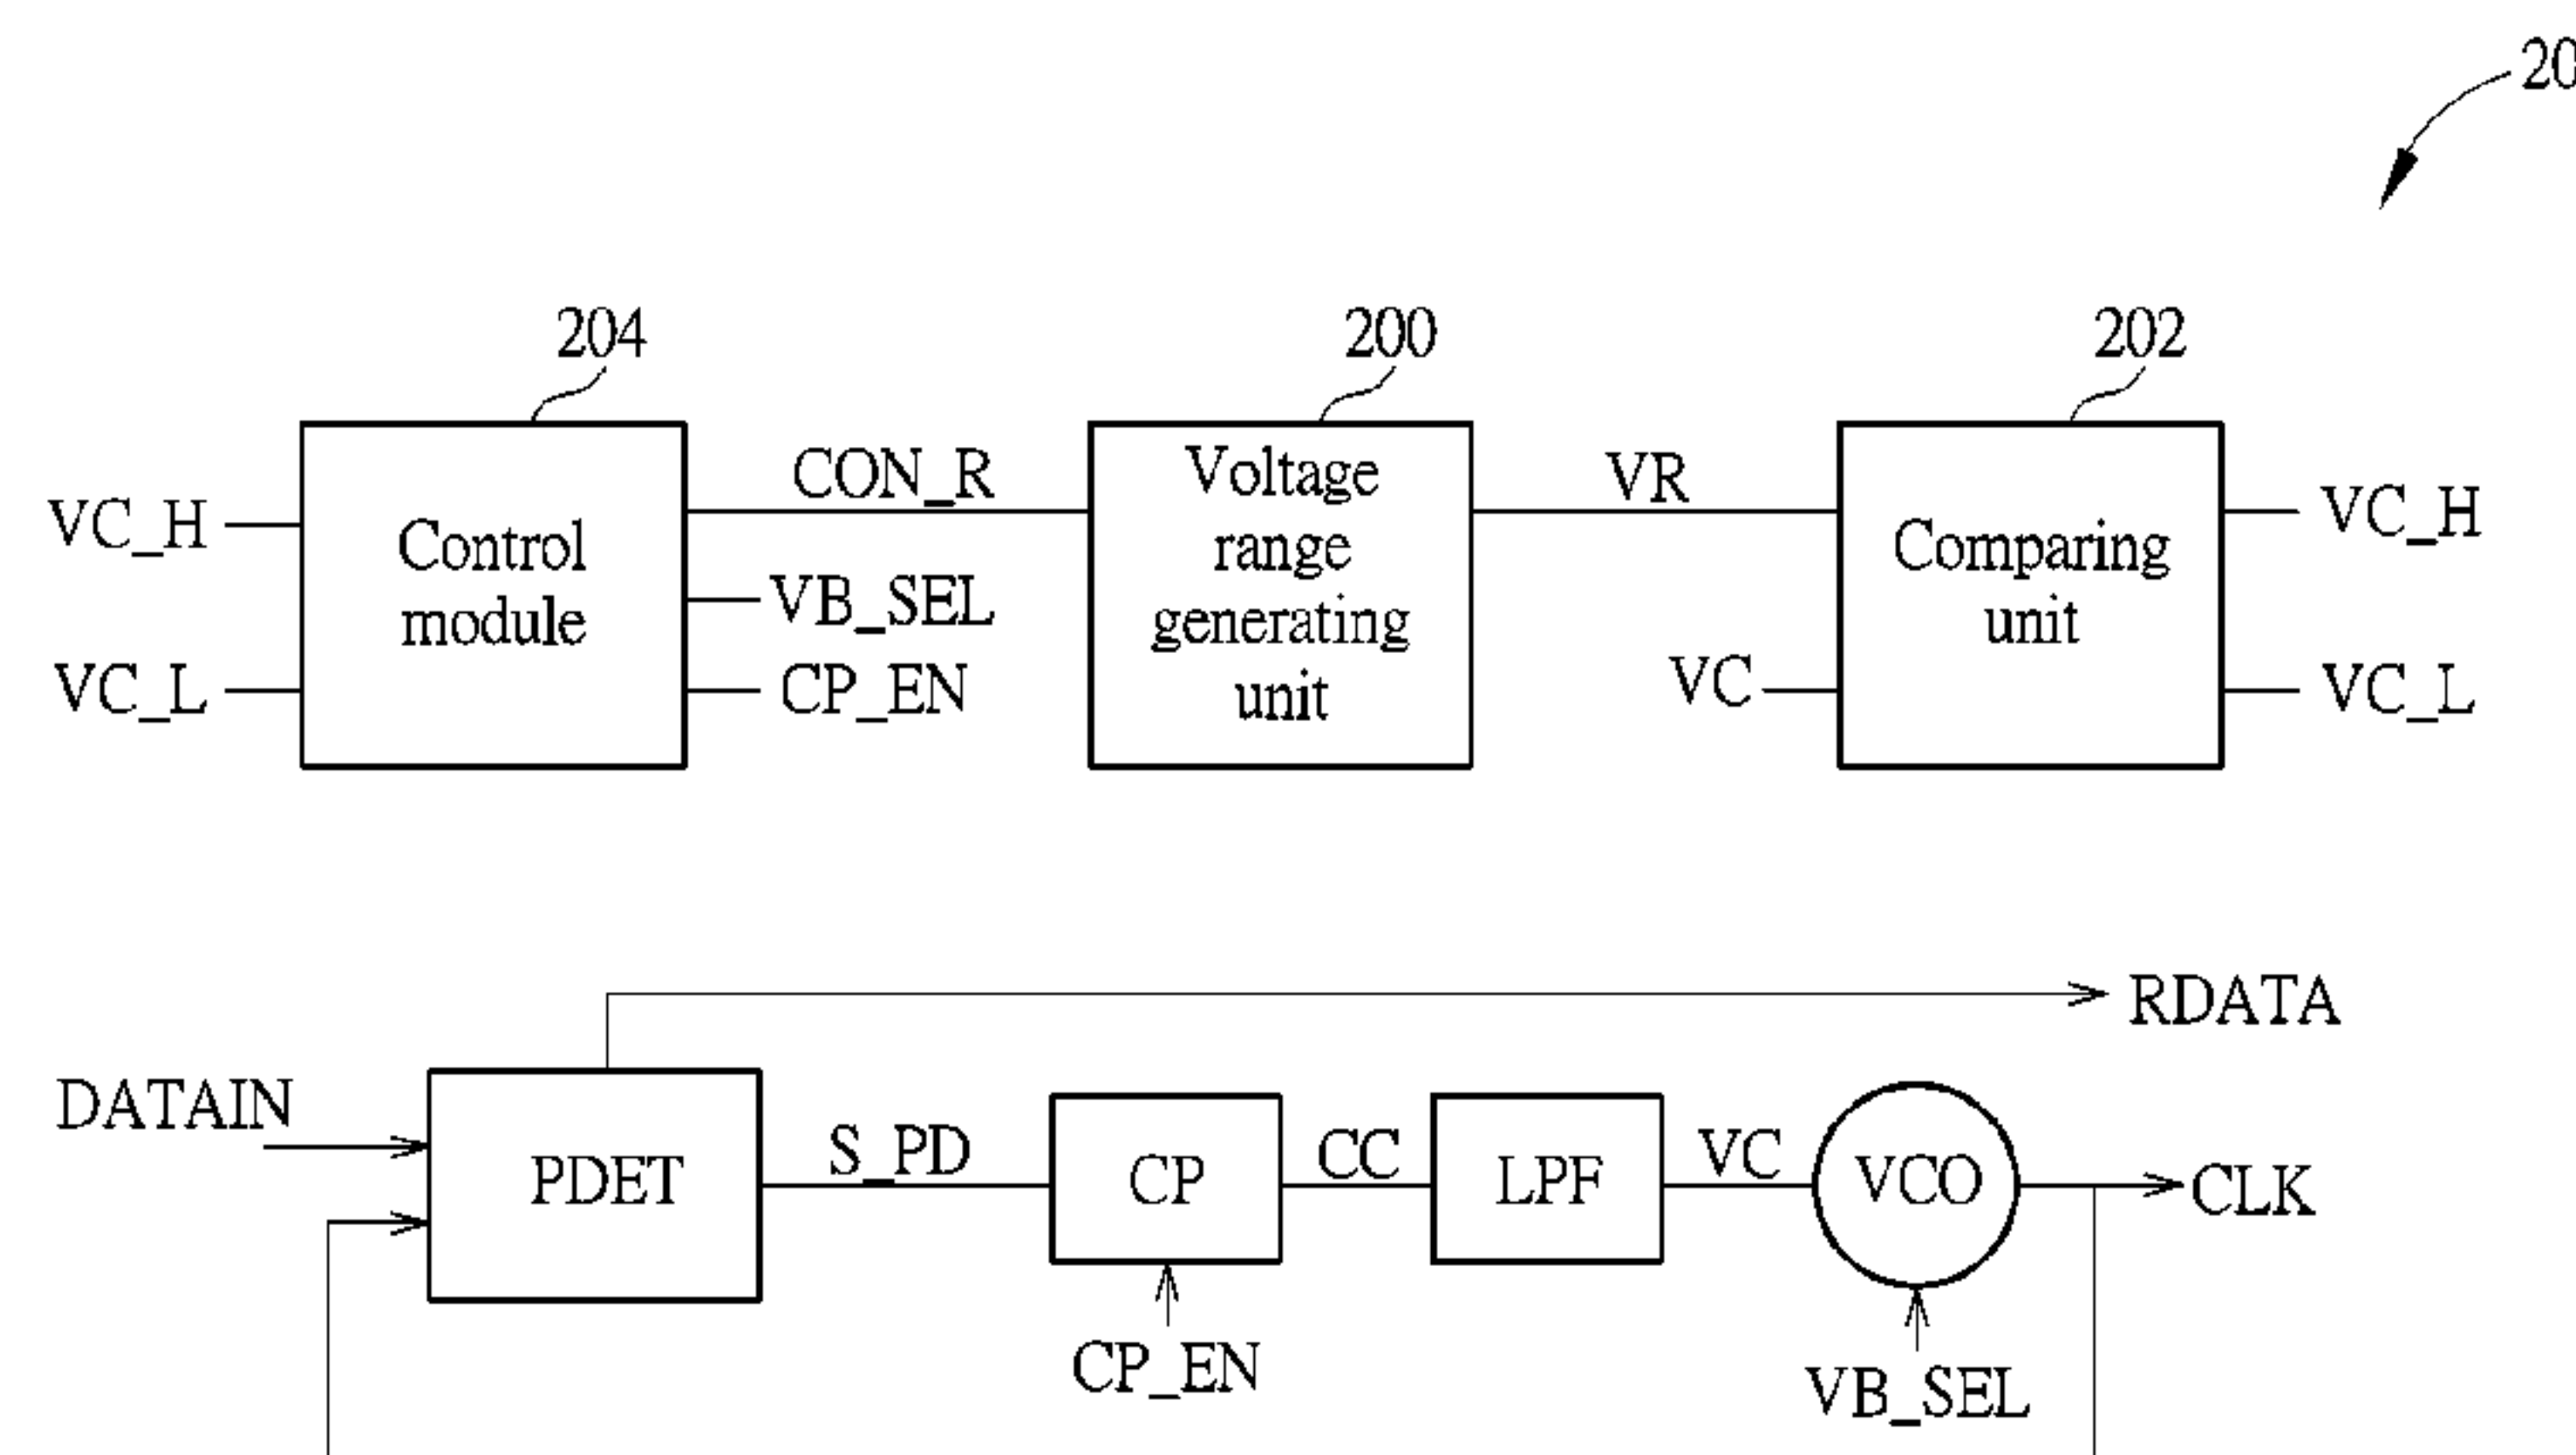 20
204
200
202
VC_H
VC_L
Control
module
CON_R
VB_SEL
CP_EN
Voltage
range
generating
unit
VR
VC
Comparing
unit
VC_H
VC_L
RDATA
DATAIN
PDET
S_PD
CP
CC
LPF
VC
VCO
CLK
CP_EN
VB_SEL